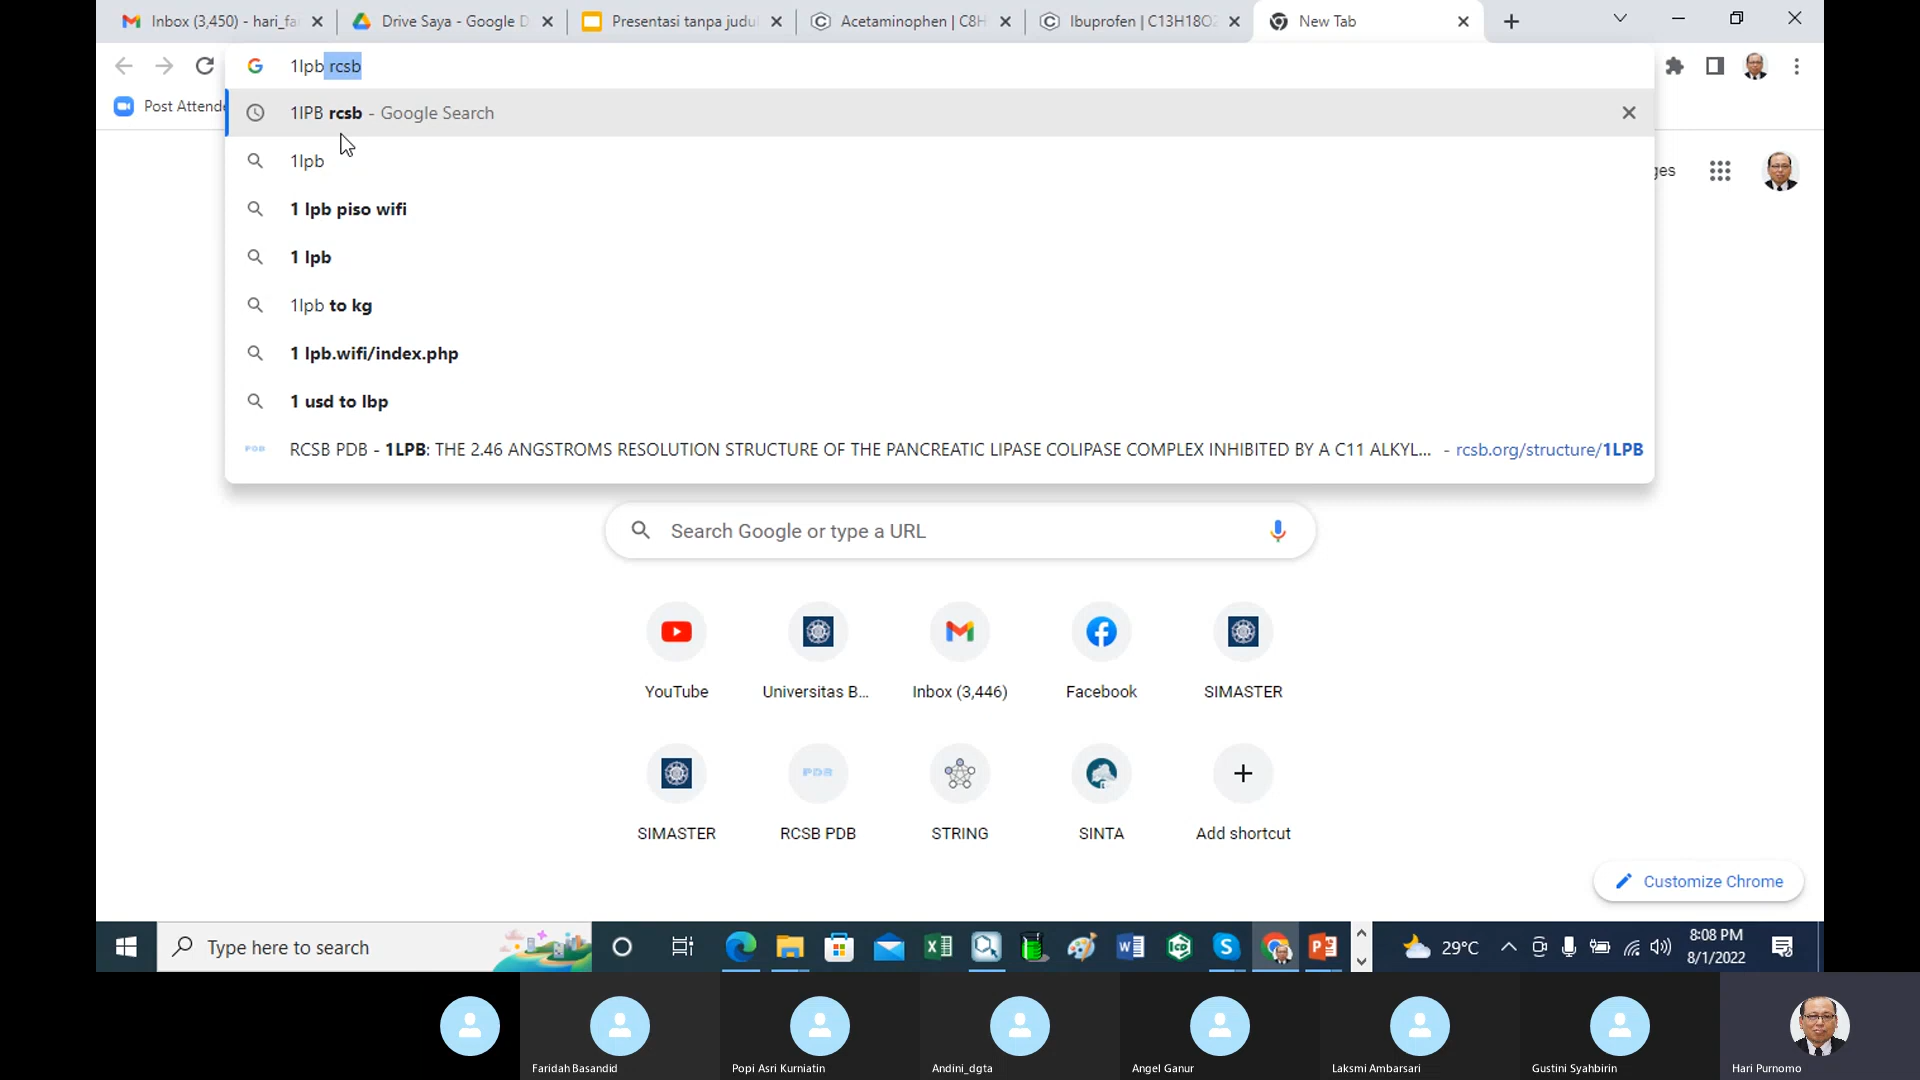 Inbox (3,450) - hari_fa
Drive Saya - Google D
Presentasi tanpa judul
Acetaminophen | C8H
Ibuprofen | C13H18O2
New Tab
1lpb rcsb
Post Attende
1lPB rcsb - Google Search
1lpb
ges
1 lpb piso wifi
1 lpb
1lpb to kg
1 lpb.wifi/index.php
1 usd to lbp
RCSB PDB - 1LPB: THE 2.46 ANGSTROMS RESOLUTION STRUCTURE OF THE PANCREATIC LIPASE COLIPASE COMPLEX INHIBITED BY A C11 ALKYL... - rcsb.org/structure/1LPB
Search Google or type a URL
YouTube
Universitas B...
Inbox (3,446)
Facebook
SIMASTER
PDB
SIMASTER
RCSB PDB
STRING
SINTA
Add shortcut
Customize Chrome
Type here to search
29°C
8:08 PM
8/1/2022
Faridah Basandid
Popi Asri Kurniatin
Andini_dgta
Angel Ganur
Laksmi Ambarsari
Gustini Syahbirin
Hari Purnomo